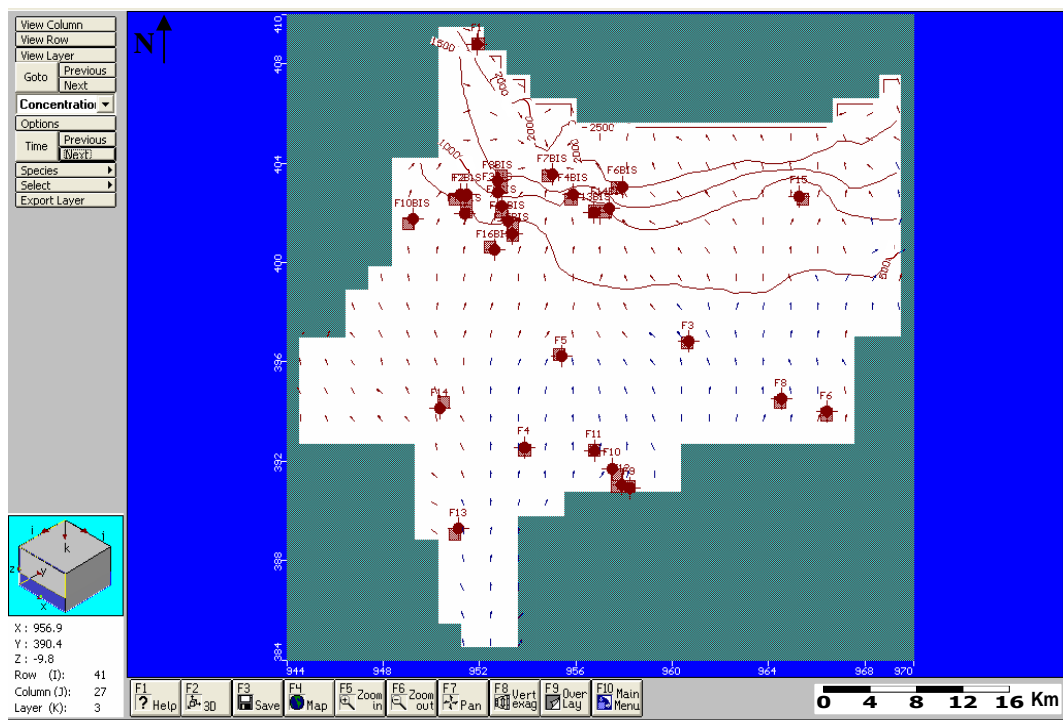 View Column
View Row
View Layer
Goto
Previous
Next
Concentration
Options
Time
Previous
Next
Species
Select
Export Layer
N
410
408
404
400
396
392
388
384
944
948
952
956
960
964
968
970
F1
1500
2000
2000
2000
2500
1000
500
F7BIS
F6BIS
F4BIS
F15
F10BIS
F16BIS
F3
F5
F14
F8
F6
F4
F11
F10
F13
X : 956.9
Y : 390.4
Z : -9.8
Row (I): 41
Column (J): 27
Layer (K): 3
i
j
k
z
y
x
F1 ? Help
F2 3D
F3 Save
F4 Map
F5 Zoom in
F6 Zoom out
F7 Pan
F8 Vert exag
F9 Over Lay
F10 Main Menu
0 4 8 12 16 Km